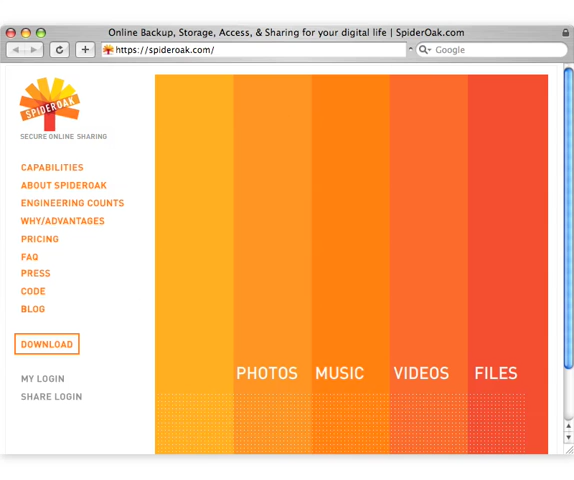 Online Backup, Storage, Access, & Sharing for your digital life | SpiderOak.com
https://spideroak.com/
Google
SPIDEROAK
SECURE ONLINE SHARING
CAPABILITIES
ABOUT SPIDEROAK
ENGINEERING COUNTS
WHY/ADVANTAGES
PRICING
FAQ
PRESS
CODE
BLOG
DOWNLOAD
MY LOGIN
SHARE LOGIN
PHOTOS MUSIC VIDEOS FILES